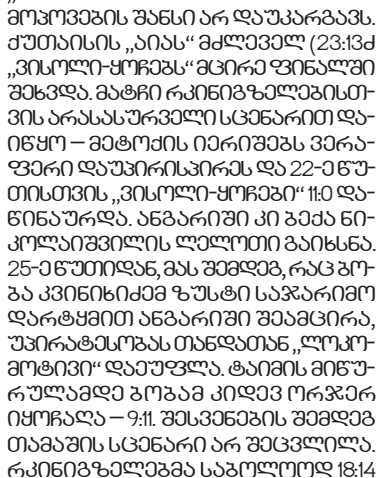 „
მოპოვების შანსი არ დაუკარგავს.
ქუთაისის „აიას“ მძლეველ (23:13)
„ვისოლი-ყოჩებს“ მცირე ფინალში
შეხვდა. მატჩი რკინიგზელებისთ-
ვის არასასურველი სცენარით და-
იწყო – მეტოქის იერიშებს ვერა-
ფერი დაუპირისპირეს და 22-ე წუ-
თისთვის „ვისოლი-ყოჩები“ 11:0 და-
წინაურდა. ანგარიში კი ბექა ნი-
კოლაიშვილის ლელოთი გაიხსნა.
25-ე წუთიდან, მას შემდეგ, რაც ბო-
ბა კვინიხიძემ ზუსტი საჯარიმო
დარტყმით ანგარიში შეამცირა,
უპირატესობას თანდათან „ლოკო-
მოტივი“ დაეუფლა. ტაიმის მიწუ-
რულამდე ბობამ კიდევ ორჯერ
იყოჩაღა – 9:11. შესვენების შემდეგ
თამაშის სცენარი არ შეცვლილა.
რკინიგზელებმა საბოლოოდ 18:14